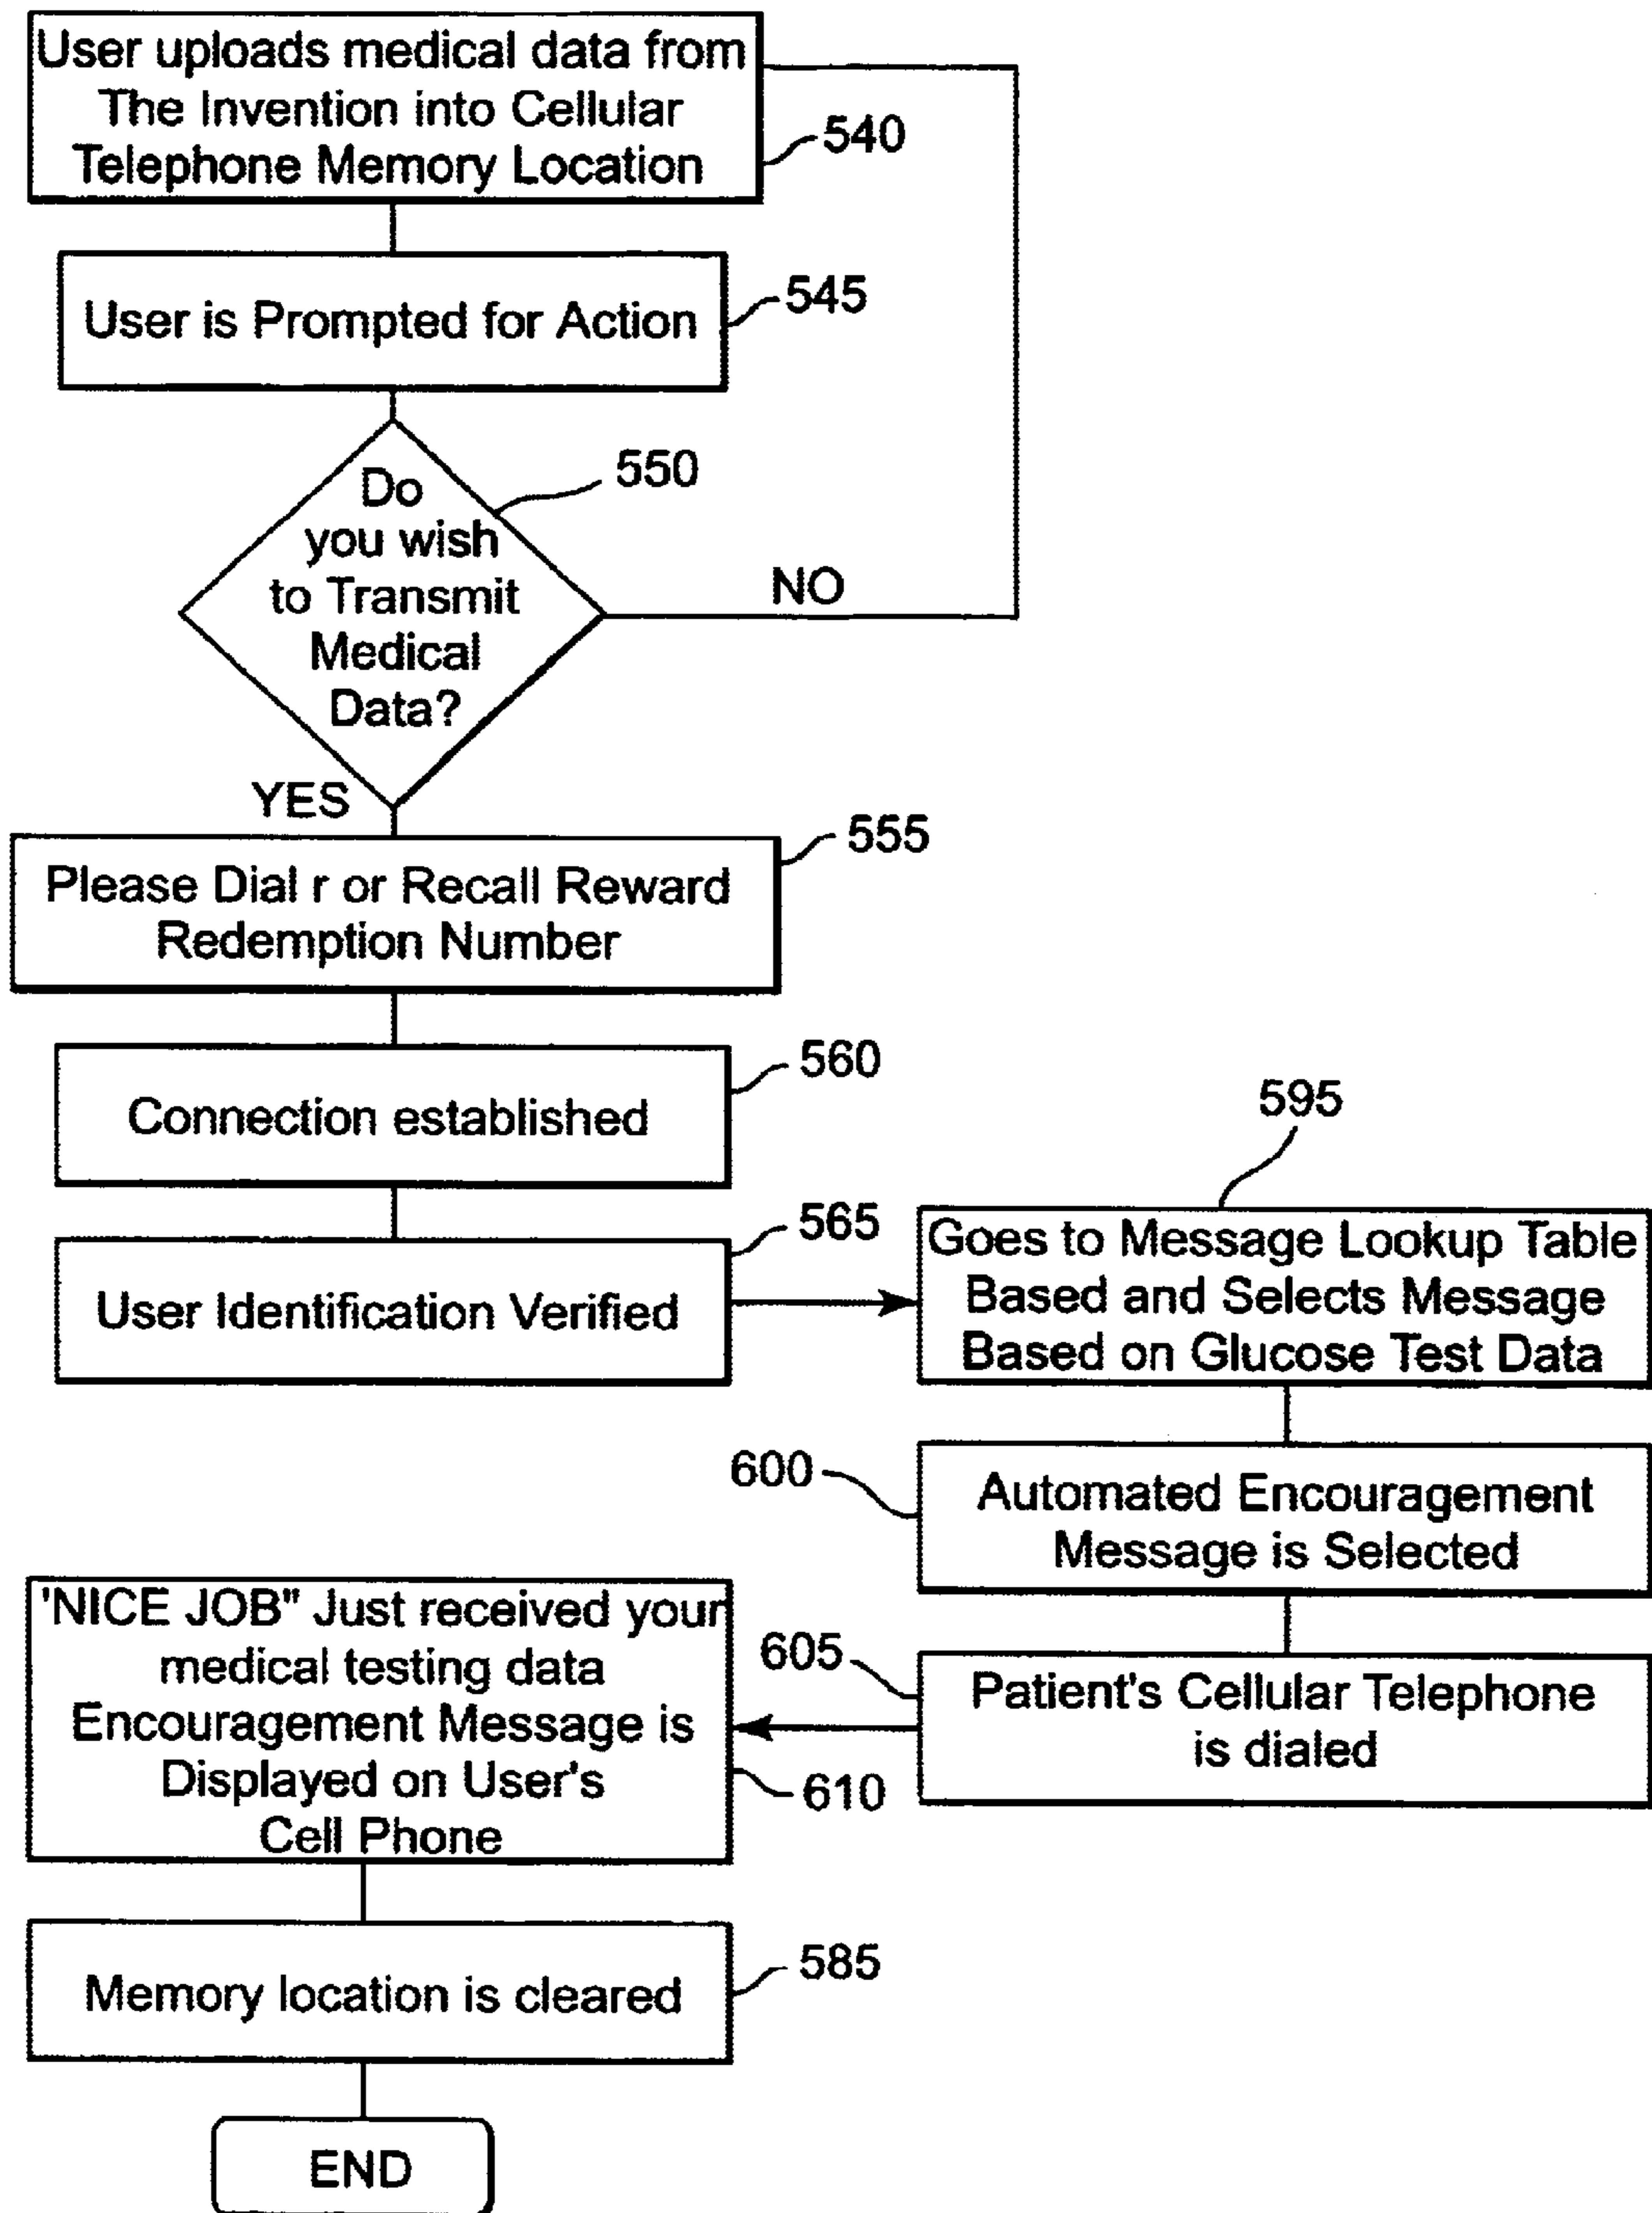 User uploads medical data from
The Invention into Cellular
Telephone Memory Location
540
User is Prompted for Action
545
Do
you wish
to Transmit
Medical
Data?
550
NO
YES
Please Dial r or Recall Reward
Redemption Number
555
Connection established
560
User Identification Verified
565
595
Goes to Message Lookup Table
Based and Selects Message
Based on Glucose Test Data
600
Automated Encouragement
Message is Selected
605
Patient's Cellular Telephone
is dialed
'NICE JOB" Just received your
medical testing data
Encouragement Message is
Displayed on User's
Cell Phone
610
Memory location is cleared
585
END